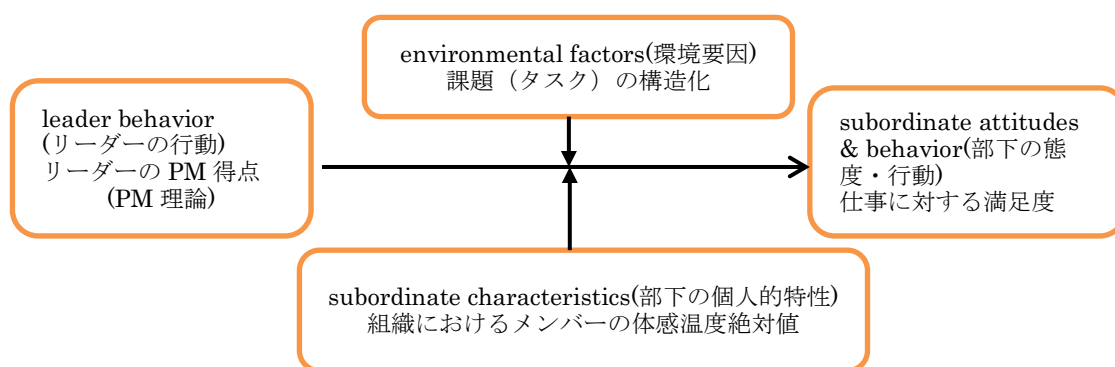 environmental factors(環境要因)
課題（タスク）の構造化
leader behavior
(リーダーの行動)
リーダーの PM 得点
(PM 理論)
subordinate attitudes
& behavior(部下の態
度・行動)
仕事に対する満足度
subordinate characteristics(部下の個人的特性)
組織におけるメンバーの体感温度絶対値